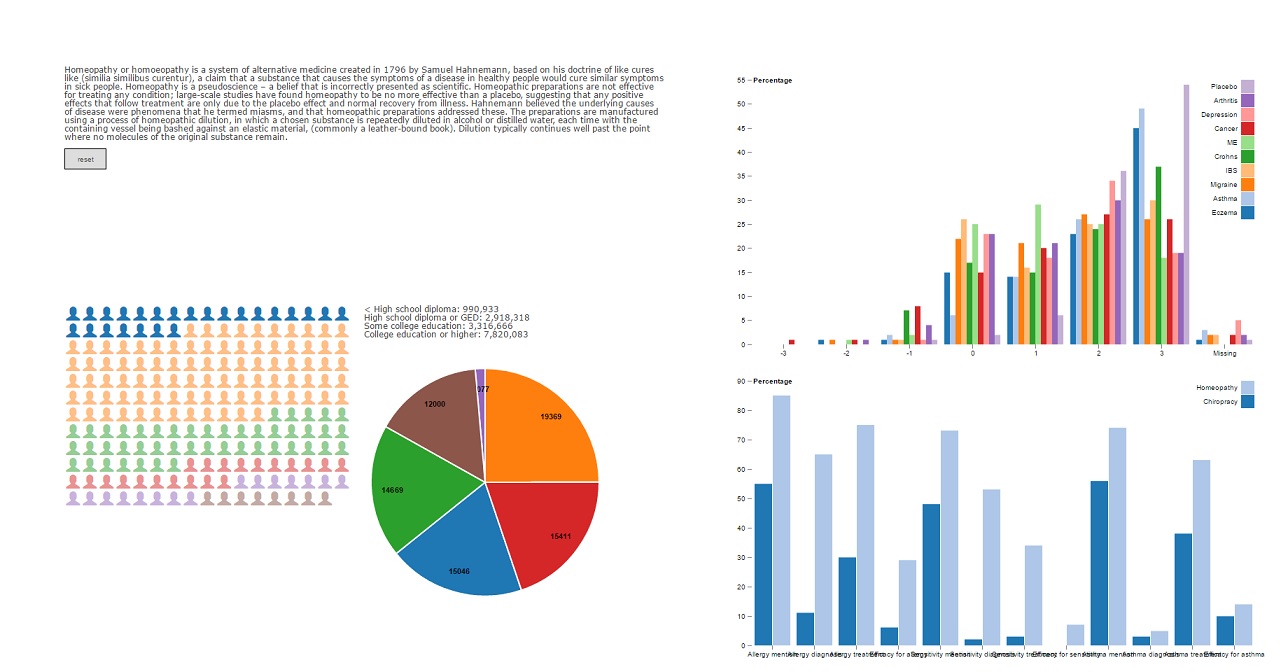 Homeopathy or homoeopathy is a system of alternative medicine created in 1796 by Samuel Hahnemann, based on his doctrine of like cures
like (similia similibus curentur), a claim that a substance that causes the symptoms of a disease in healthy people would cure similar symptoms
in sick people. Homeopathy is a pseudoscience – a belief that is incorrectly presented as scientific. Homeopathic preparations are not effective
for treating any condition; large-scale studies have found homeopathy to be no more effective than a placebo, suggesting that any positive
effects that follow treatment are only due to the placebo effect and normal recovery from illness. Hahnemann believed the underlying causes
of disease were phenomena that he termed miasms, and that homeopathic preparations addressed these. The preparations are manufactured
using a process of homeopathic dilution, in which a chosen substance is repeatedly diluted in alcohol or distilled water, each time with the
containing vessel being bashed against an elastic material, (commonly a leather-bound book). Dilution typically continues well past the point
where no molecules of the original substance remain.
reset
< High school diploma: 990,933
High school diploma or GED: 2,918,318
Some college education: 3,316,666
College education or higher: 7,820,083
12000
19369
14669
15411
15046
Percentage
55
50
45
40
35
30
25
20
15
10
5
0
-3
-2
-1
0
1
2
3
Missing
Placebo
Arthritis
Depression
Cancer
ME
Crohns
IBS
Migraine
Asthma
Eczema
Percentage
90
80
70
60
50
40
30
20
10
0
Homeopathy
Chiropracy
Allergy mention
Allergy diagnosis
Allergy treatment
Efficacy for allergy